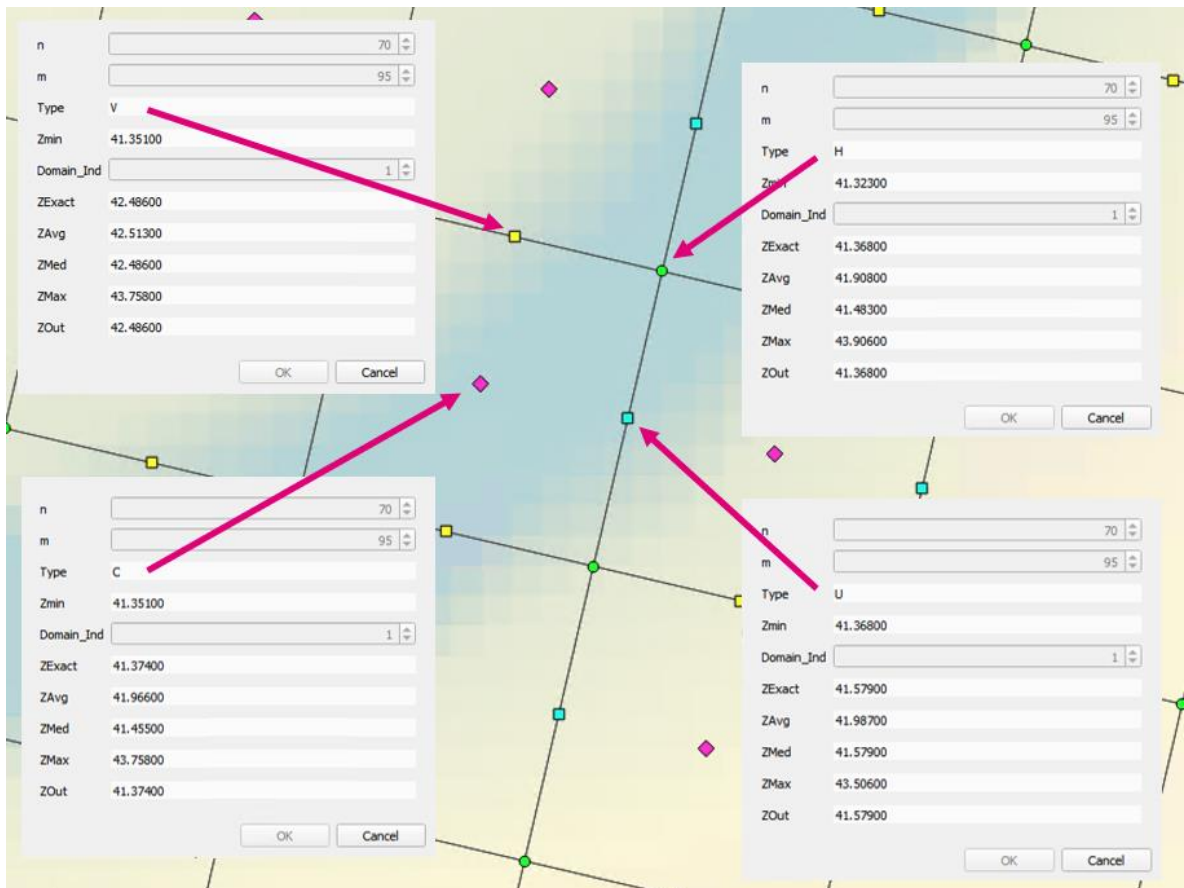 n 70
m 95
Type V
Zmin 41.35100
Domain_Ind 1
ZExact 42.48600
ZAvg 42.51300
ZMed 42.48600
ZMax 43.75800
ZOut 42.48600
OK Cancel
n 70
m 95
Type H
Zmin 41.32300
Domain_Ind 1
ZExact 41.36800
ZAvg 41.90800
ZMed 41.48300
ZMax 43.90600
ZOut 41.36800
OK Cancel
n 70
m 95
Type C
Zmin 41.35100
Domain_Ind 1
ZExact 41.37400
ZAvg 41.96600
ZMed 41.45500
ZMax 43.75800
ZOut 41.37400
OK Cancel
n 70
m 95
Type U
Zmin 41.36800
Domain_Ind 1
ZExact 41.57900
ZAvg 41.98700
ZMed 41.57900
ZMax 43.50600
ZOut 41.57900
OK Cancel